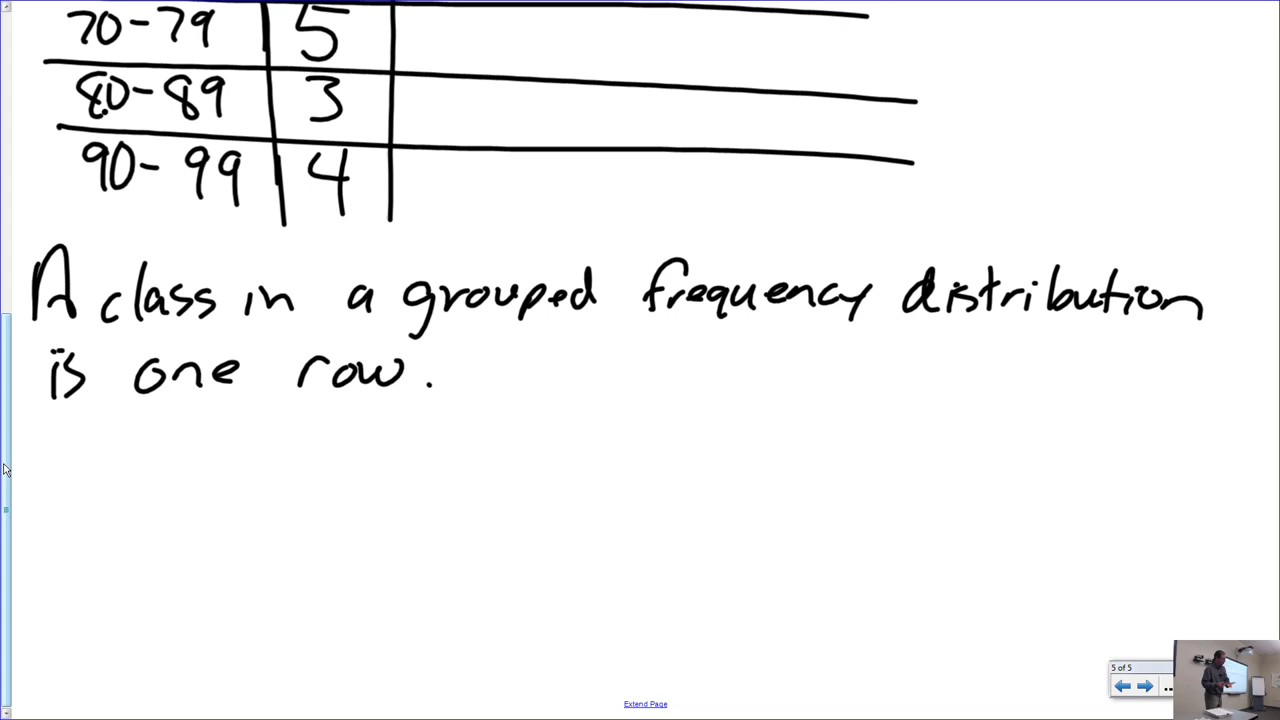 70-79 5
80-89 3
90-99 4
A class in a grouped frequency distribution
is one row.
5 of 5
Extend Page